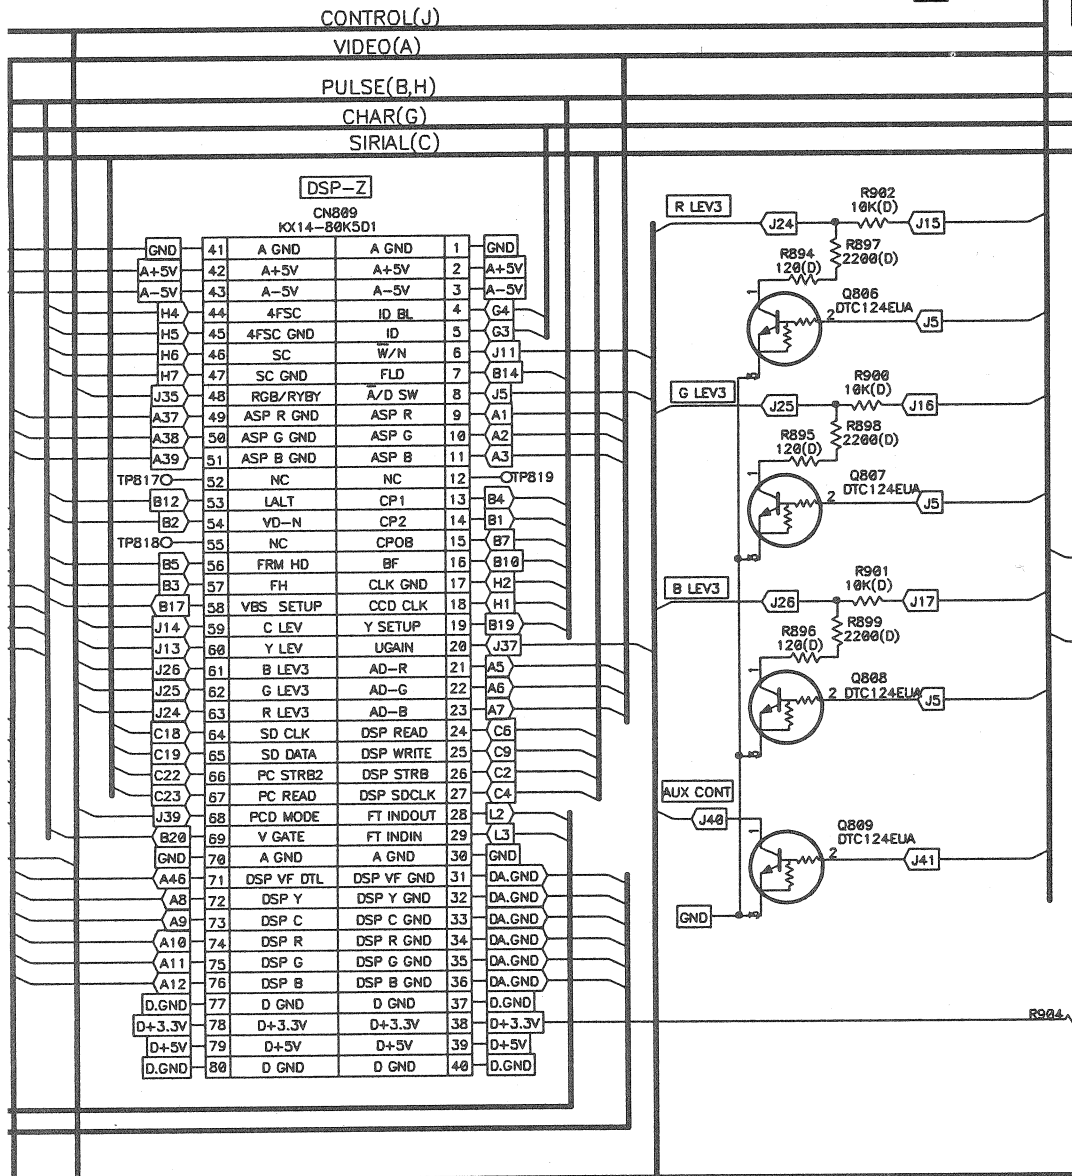 CONTROL(J)
VIDEO(A)
PULSE(B,H)
CHAR(G)
SIRIAL(C)
DSP-Z
CN809
KX14-80K5D1
GND 41 A GND A GND 1 GND
A+5V 42 A+5V A+5V 2 A+5V
A-5V 43 A-5V A-5V 3 A-5V
H4 44 4FSC ID BL 4 G4
H5 45 4FSC GND ID 5 G3
H6 46 SC W/N 6 J11
H7 47 SC GND FLD 7 B14
J35 48 RGB/RYBY A/D SW 8 J5
A37 49 ASP R GND ASP R 9 A1
A38 50 ASP G GND ASP G 10 A2
A39 51 ASP B GND ASP B 11 A3
TP817 52 NC NC 12 TP819
B12 53 LALT CP1 13 B4
B2 54 VD-N CP2 14 B1
TP818 55 NC CPOB 15 B7
B5 56 FRM HD BF 16 B10
B3 57 FH CLK GND 17 H2
B17 58 VBS SETUP CCD CLK 18 H1
J14 59 C LEV Y SETUP 19 B19
J13 60 Y LEV UGAIN 20 J37
J26 61 B LEV3 AD-R 21 A5
J25 62 G LEV3 AD-G 22 A6
J24 63 R LEV3 AD-B 23 A7
C18 64 SD CLK DSP READ 24 C6
C19 65 SD DATA DSP WRITE 25 C9
C22 66 PC STRB2 DSP STRB 26 C2
C23 67 PC READ DSP SDCLK 27 C4
J39 68 PCD MODE FT INDOUT 28 L2
B20 69 V GATE FT INDIN 29 L3
GND 70 A GND A GND 30 GND
A46 71 DSP VF DTL DSP VF GND 31 DA.GND
A8 72 DSP Y DSP Y GND 32 DA.GND
A9 73 DSP C DSP C GND 33 DA.GND
A10 74 DSP R DSP R GND 34 DA.GND
A11 75 DSP G DSP G GND 35 DA.GND
A12 76 DSP B DSP B GND 36 DA.GND
D.GND 77 D GND D GND 37 D.GND
D+3.3V 78 D+3.3V D+3.3V 38 D+3.3V
D+5V 79 D+5V D+5V 39 D+5V
D.GND 80 D GND D GND 40 D.GND
R LEV3
J24
R902
10K(D)
J15
R894
120(D)
R897
2200(D)
1
Q806
DTC124EUA
2
J5
3
G LEV3
J25
R900
10K(D)
J16
R895
120(D)
R898
2200(D)
1
Q807
DTC124EUA
2
J5
3
B LEV3
J26
R901
10K(D)
J17
R896
120(D)
R899
2200(D)
1
Q808
DTC124EUA
2
J5
3
AUX CONT
J40
1
Q809
DTC124EUA
2
J41
GND
3
R904